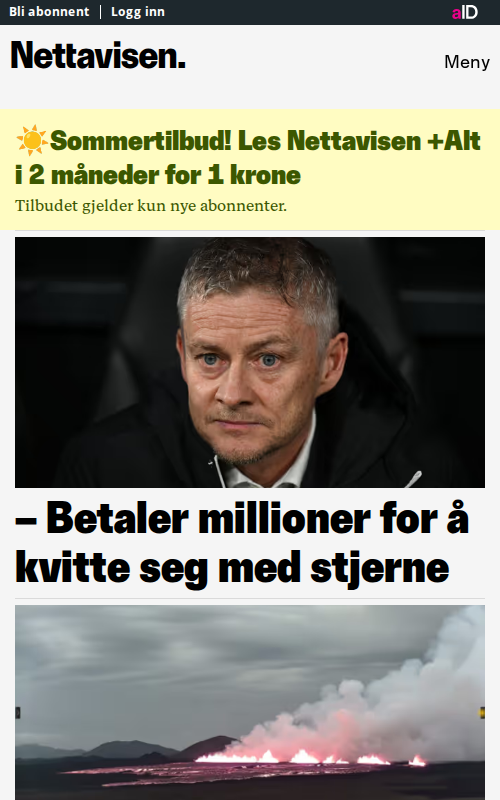 Bli abonnent
Logg inn
aID
Nettavisen.
Meny
☀️Sommertilbud! Les Nettavisen +Alt
i 2 måneder for 1 krone
Tilbudet gjelder kun nye abonnenter.
– Betaler millioner for å
kvitte seg med stjerne